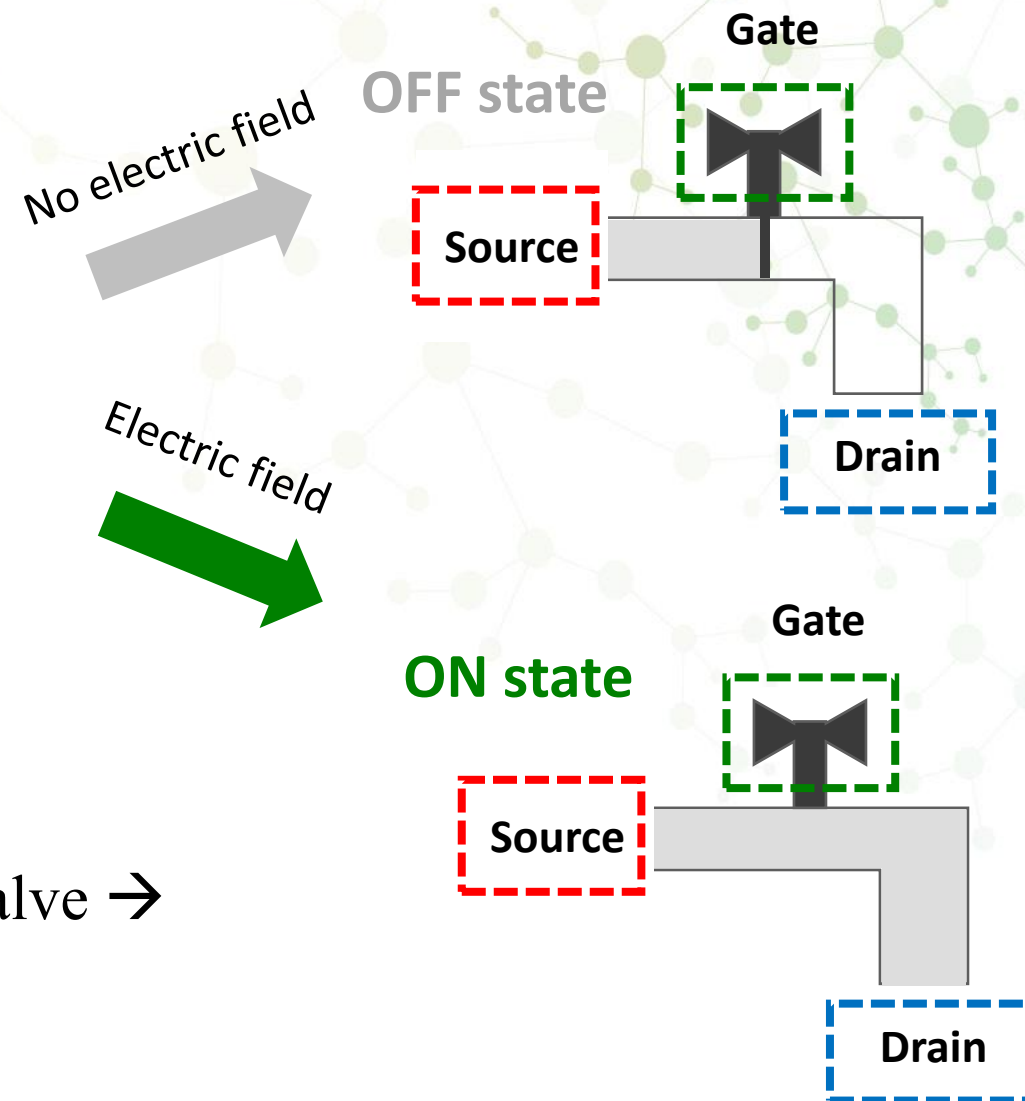 Gate
OFF state
No electric field
Source
Drain
Electric field
Gate
ON state
Source
alve →
Drain